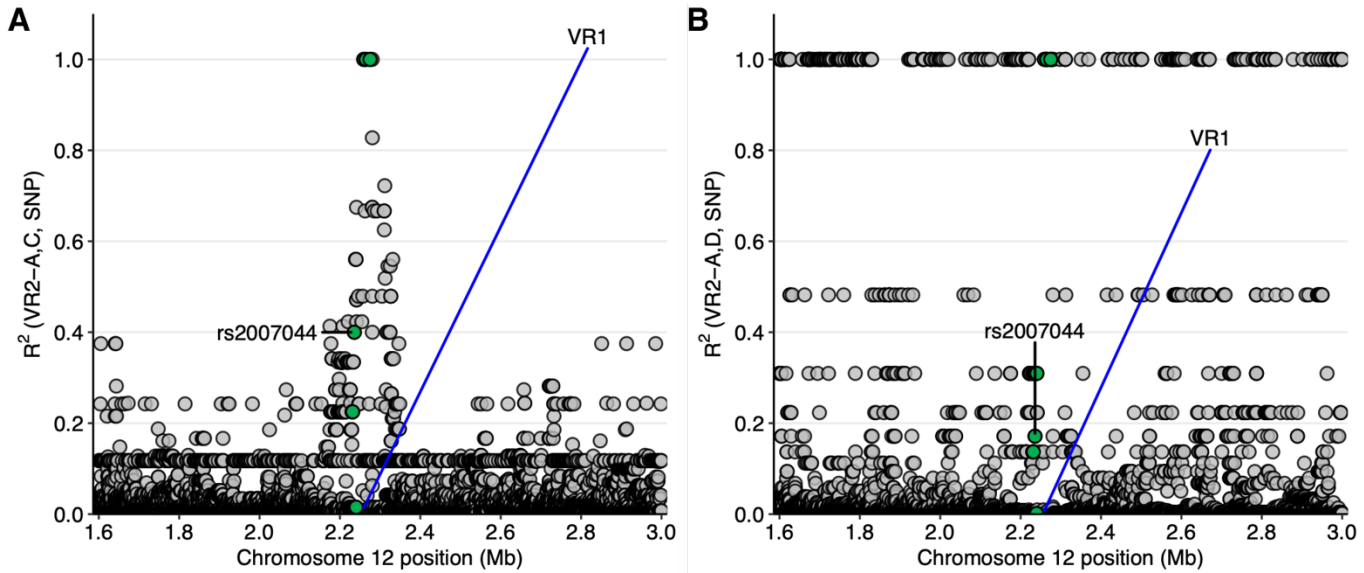 A
R² (VR2−A,C, SNP)
1.0
0.8
0.6
0.4
0.2
0.0
VR1
rs2007044
1.6
1.8
2.0
2.2
2.4
2.6
2.8
3.0
Chromosome 12 position (Mb)
B
R² (VR2−A,D, SNP)
1.0
0.8
0.6
0.4
0.2
0.0
VR1
rs2007044
1.6
1.8
2.0
2.2
2.4
2.6
2.8
3.0
Chromosome 12 position (Mb)